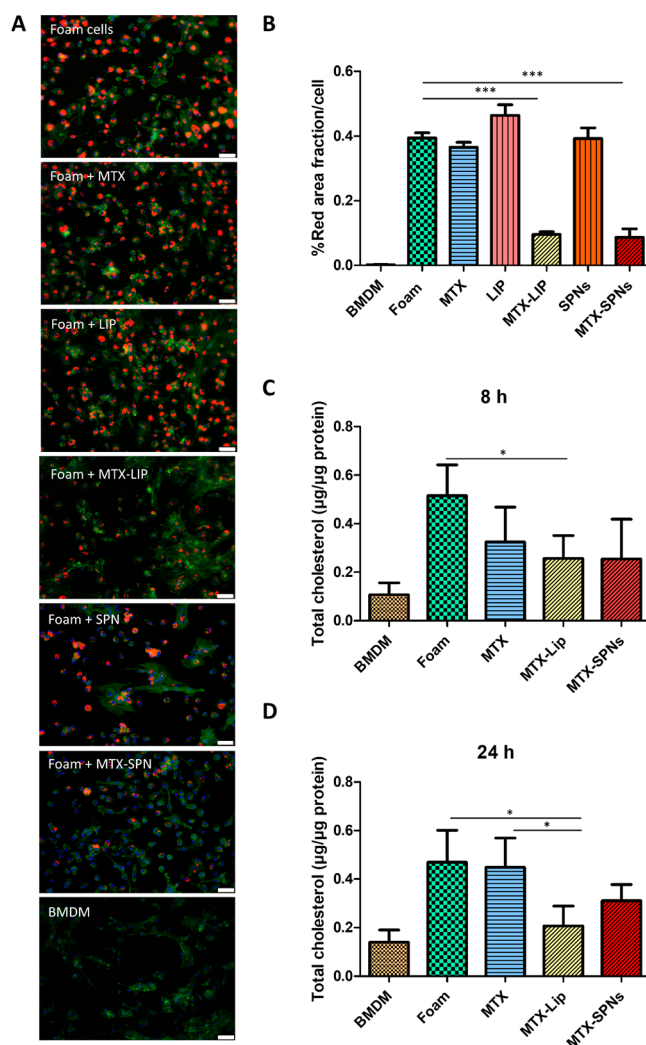 A
Foam cells
Foam + MTX
Foam + LIP
Foam + MTX-LIP
Foam + SPN
Foam + MTX-SPN
BMDM
B
%Red area fraction/cell
0.6
0.4
0.2
0.0
***
***
BMDM
Foam
MTX
LIP
MTX-LIP
SPNs
MTX-SPNs
C
8 h
Total cholesterol (µg/µg protein)
0.8
0.6
0.4
0.2
0.0
*
BMDM
Foam
MTX
MTX-Lip
MTX-SPNs
D
24 h
Total cholesterol (µg/µg protein)
0.8
0.6
0.4
0.2
0.0
*
*
BMDM
Foam
MTX
MTX-Lip
MTX-SPNs